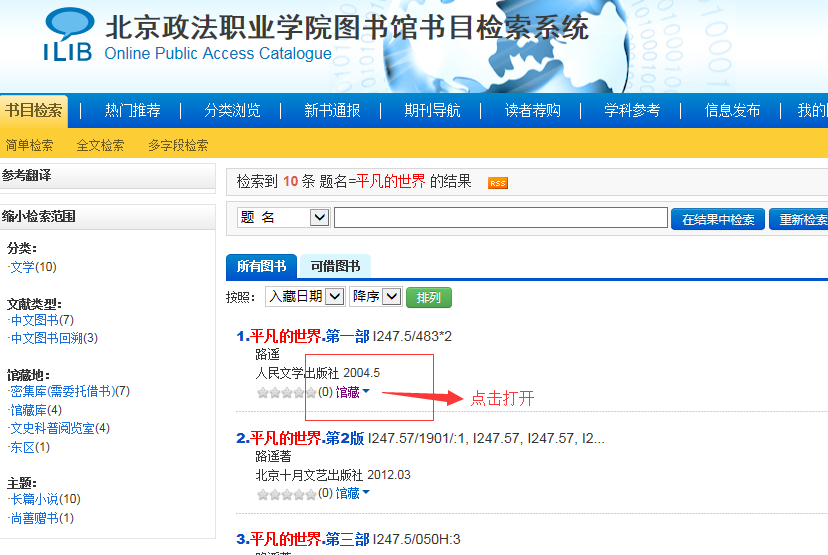 ILIB
北京政法职业学院图书馆书目检索系统
Online Public Access Catalogue
书目检索 热门推荐 分类浏览 新书通报 期刊导航 读者荐购 学科参考 信息发布 我的
简单检索 全文检索 多字段检索
参考翻译
缩小检索范围
分类:
·文学(10)
文献类型:
·中文图书(7)
·中文图书回溯(3)
馆藏地:
·密集库(需委托借书)(7)
·馆藏库(4)
·文史科普阅览室(4)
·东区(1)
主题:
·长篇小说(10)
·尚善赠书(1)
检索到 10 条 题名=平凡的世界 的结果 RSS
题 名 在结果中检索 重新检索
所有图书 可借图书
按照: 入藏日期 降序 排列
1.平凡的世界.第一部 I247.5/483*2
路遥
人民文学出版社 2004.5
(0) 馆藏
点击打开
2.平凡的世界.第2版 I247.57/1901/:1, I247.57, I247.57, I2...
路遥著
北京十月文艺出版社 2012.03
(0) 馆藏
3.平凡的世界.第三部 I247.5/050H:3